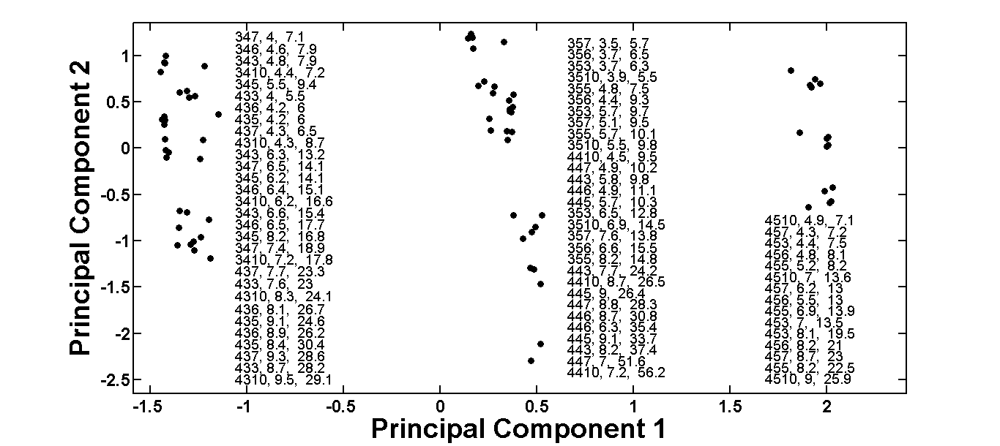 Principal Component 2
1
0.5
0
-0.5
-1
-1.5
-2
-2.5
347, 4, 7.1
346, 4.6, 7.9
343, 4.8, 7.9
3410, 4.4, 7.2
345, 5.5, 9.4
433, 4, 5.5
436, 4.2, 6
435, 4.2, 6
437, 4.3, 6.5
4310, 4.3, 8.7
343, 6.3, 13.2
347, 6.5, 14.1
345, 6.2, 14.1
346, 6.4, 15.1
3410, 6.2, 16.6
343, 6.6, 15.4
346, 6.5, 17.7
345, 8.2, 16.8
347, 7.4, 18.9
3410, 7.2, 17.8
437, 7.7, 23.3
433, 7.6, 23
4310, 8.3, 24.1
436, 8.1, 26.7
435, 9.1, 24.6
436, 8.9, 26.2
435, 8.4, 30.4
437, 9.3, 28.6
433, 8.7, 28.2
4310, 9.5, 29.1
357, 3.5, 5.7
356, 3.7, 6.5
353, 3.7, 6.3
3510, 3.9, 5.5
355, 4.8, 7.5
356, 4.4, 9.3
353, 5.7, 9.7
357, 5.1, 9.5
355, 5.7, 10.1
3510, 5.5, 9.8
4410, 4.5, 9.5
447, 4.9, 10.2
443, 5.8, 9.8
446, 4.9, 11.1
445, 5.7, 10.3
353, 6.5, 12.8
3510, 6.9, 14.5
357, 7.6, 13.8
356, 6.6, 15.5
355, 8.2, 14.8
443, 7.7, 24.2
4410, 8.7, 26.5
445, 9, 26.4
447, 8.8, 28.3
446, 8.7, 30.8
446, 6.3, 35.4
445, 9.1, 33.7
443, 8.2, 37.4
447, 7, 51.6
4410, 7.2, 56.2
4510, 4.9, 7.1
457, 4.3, 7.2
453, 4.4, 7.5
456, 4.8, 8.1
455, 5.2, 8.2
4510, 7, 13.6
457, 6.2, 13
456, 5.5, 13
455, 6.9, 13.9
453, 7, 13.5
453, 8.1, 19.5
456, 8.2, 21
457, 8.7, 23
455, 8.2, 22.5
4510, 9, 25.9
-1.5 -1 -0.5 0 0.5 1 1.5 2
Principal Component 1